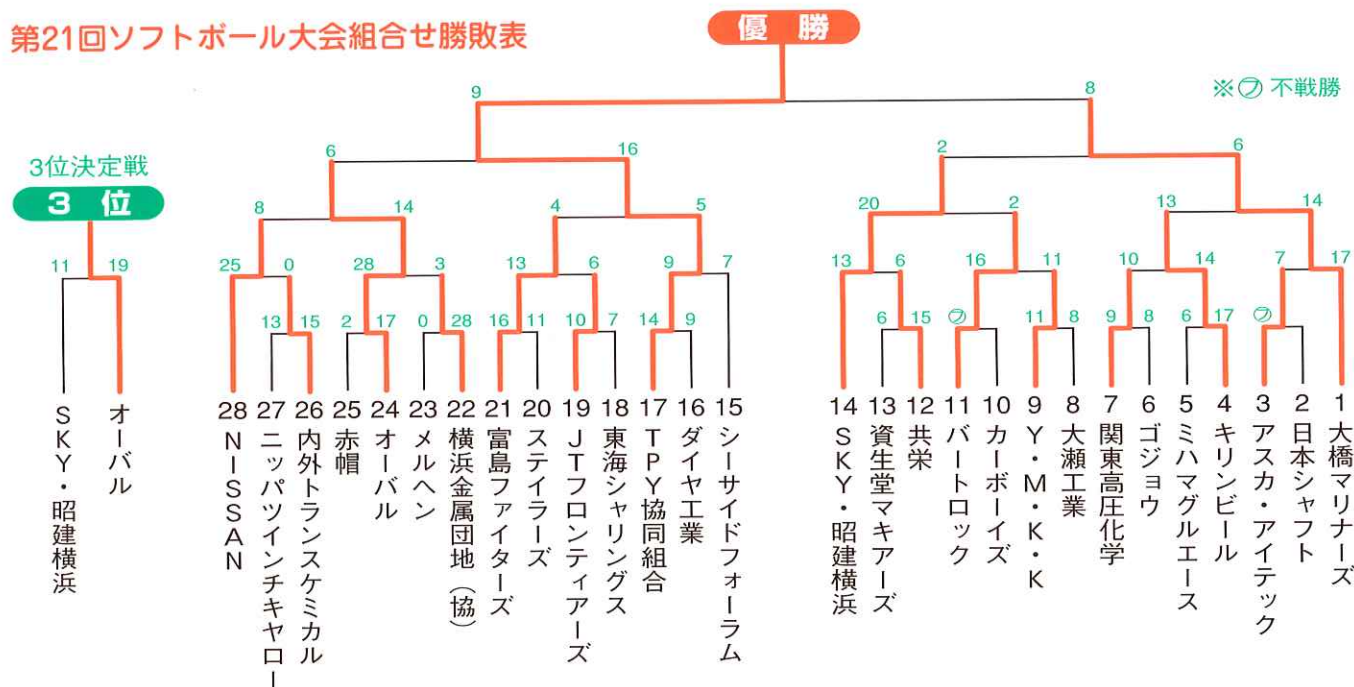 第21回ソフトボール大会組合せ勝敗表
優勝
※フ 不戦勝
9 8
6 16 2 6
3位決定戦
3位
8 14 4 5 20 2 13 14
11 19
25 0 28 3 13 6 9 7 13 6 16 11 10 14 7 17
13 15 2 17 0 28 16 11 10 7 14 9 6 15 フ 11 8 9 8 6 17 フ
SKY・昭建横浜
オーバル
28 NISSAN
27 ニッパツインチキヤロー
26 内外トランスケミカル
25 赤帽
24 オーバル
23 メルヘン
22 横浜金属団地(協)
21 富島ファイターズ
20 ステイラーズ
19 JTフロンティアーズ
18 東海シャリングス
17 TPY協同組合
16 ダイヤ工業
15 シーサイドフォーラム
14 SKY・昭建横浜
13 資生堂マキアーズ
12 共栄
11 バートロック
10 カーボーイズ
9 Y・M・K・K
8 大瀬工業
7 関東高圧化学
6 ゴジョウ
5 ミハマグルエース
4 キリンビール
3 アスカ・アイテック
2 日本シャフト
1 大橋マリナーズ